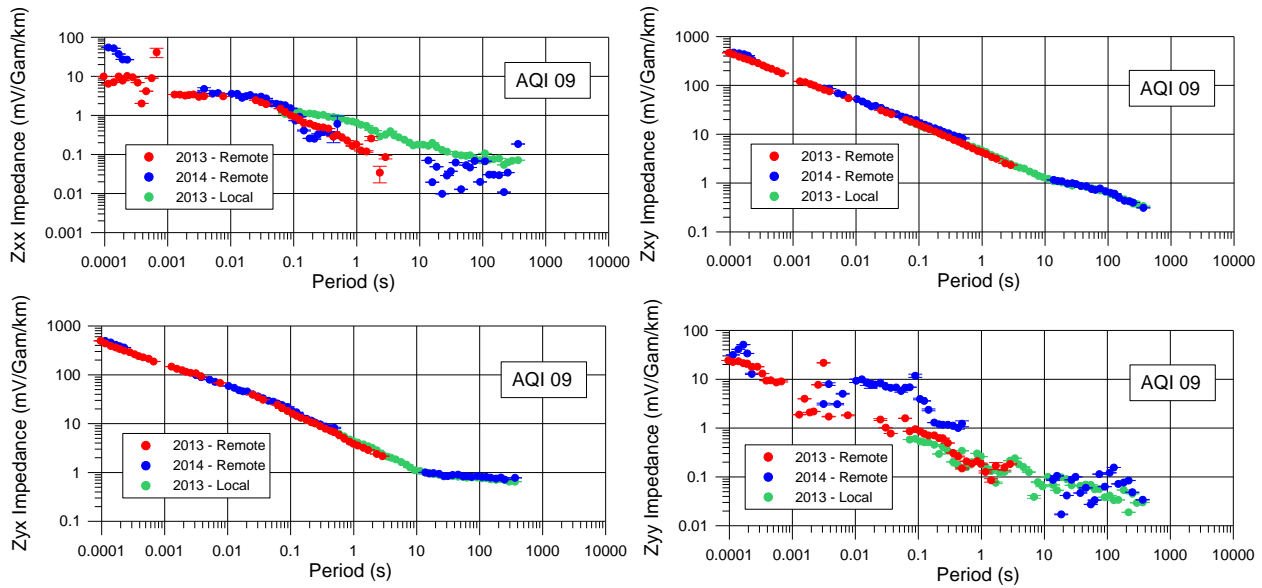 Zxx Impedance (mV/Gam/km)
100
10
1
0.1
0.01
0.001
AQI 09
2013 - Remote
2014 - Remote
2013 - Local
0.0001 0.01 0.1 1 10 100 10000
Period (s)
Zxy Impedance (mV/Gam/km)
1000
100
10
1
0.1
AQI 09
2013 - Remote
2014 - Remote
2013 - Local
0.0001 0.001 0.01 0.1 1 10 100 1000 10000
Period (s)
Zyx Impedance (mV/Gam/km)
1000
100
10
1
0.1
AQI 09
2013 - Remote
2014 - Remote
2013 - Local
0.0001 0.01 0.1 1 10 100 10000
Period (s)
Zyy Impedance (mV/Gam/km)
100
10
1
0.1
0.01
AQI 09
2013 - Remote
2014 - Remote
2013 - Local
0.0001 0.001 0.01 0.1 1 10 100 1000 10000
Period (s)